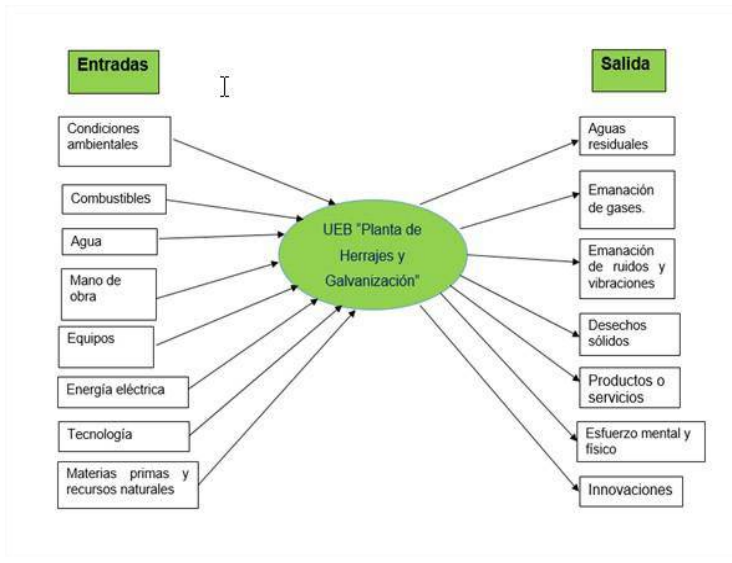 Entradas
Condiciones
ambientales
Combustibles
Agua
Mano de
obra
Equipos
Energía eléctrica
Tecnología
Materias primas y
recursos naturales
UEB "Planta de
Herrajes y
Galvanización"
Salida
Aguas
residuales
Emanación
de gases.
Emanación
de ruidos y
vibraciones
Desechos
sólidos
Productos o
servicios
Esfuerzo mental y
físico
Innovaciones